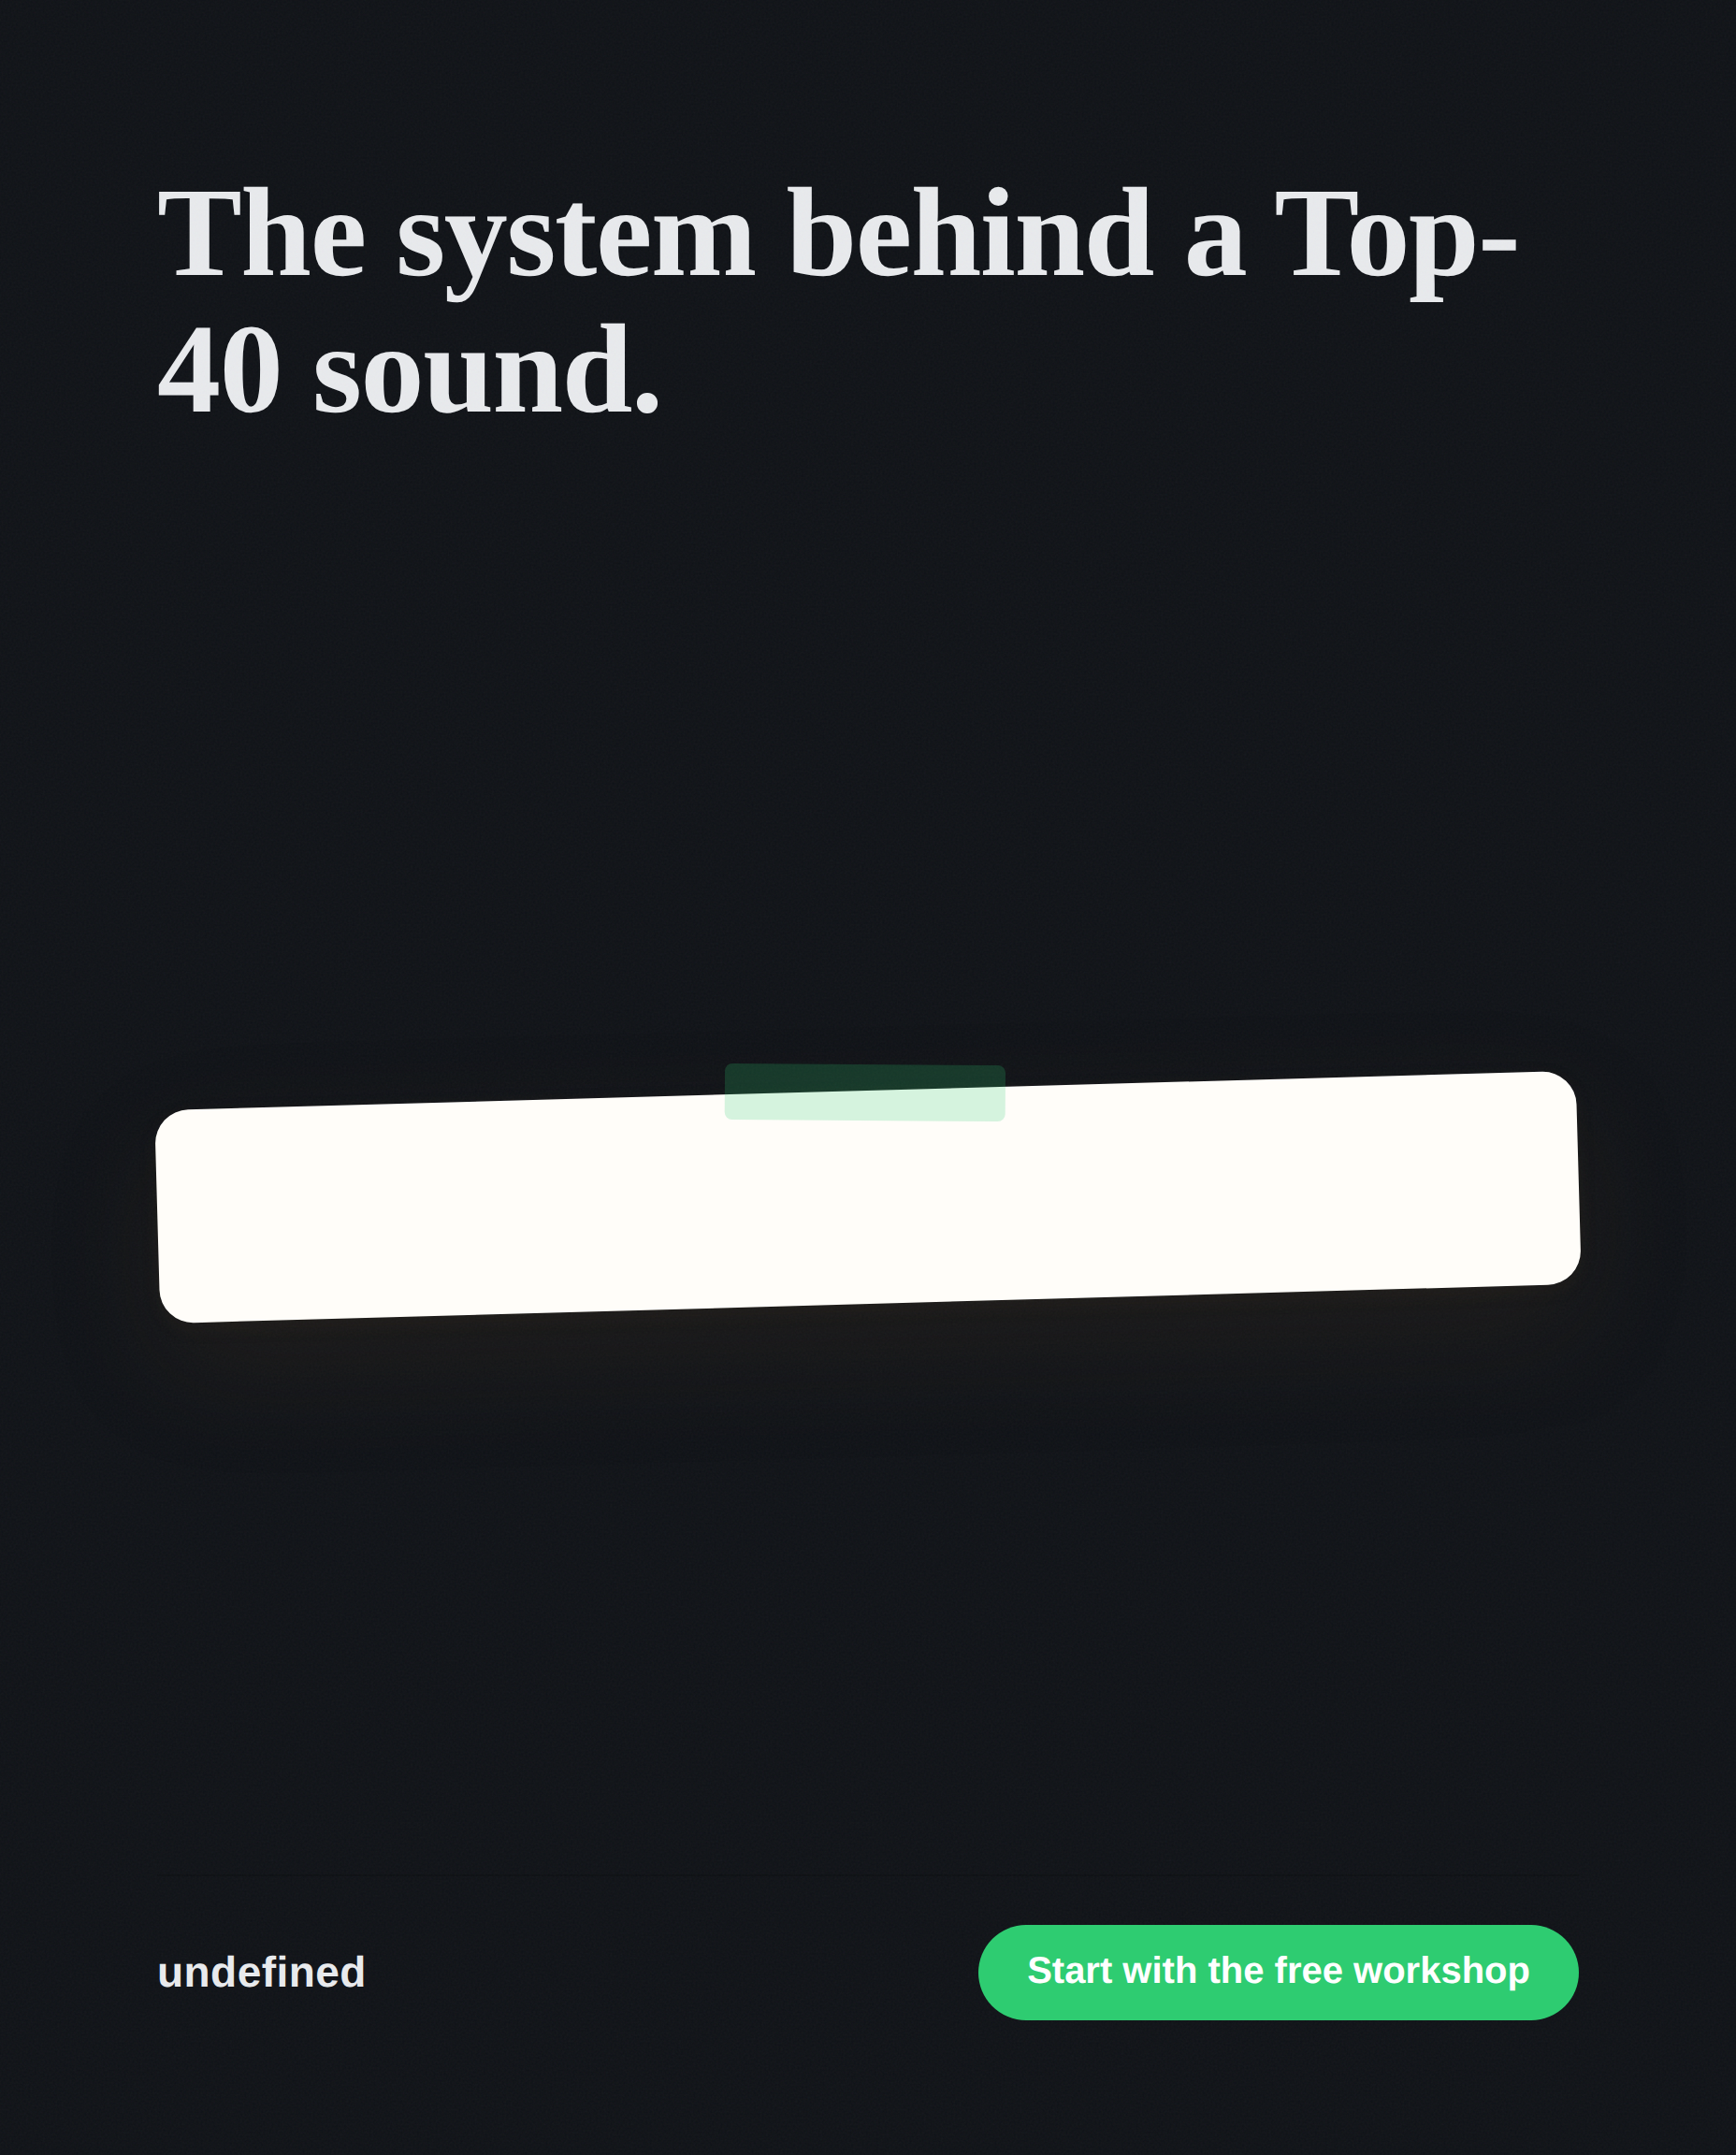 The system behind a Top-
40 sound.
undefined
Start with the free workshop